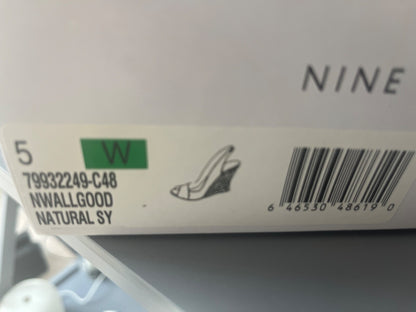 NINE
5 W
79932249-C48
NWALLGOOD
NATURAL SY
6 46530 48619 0